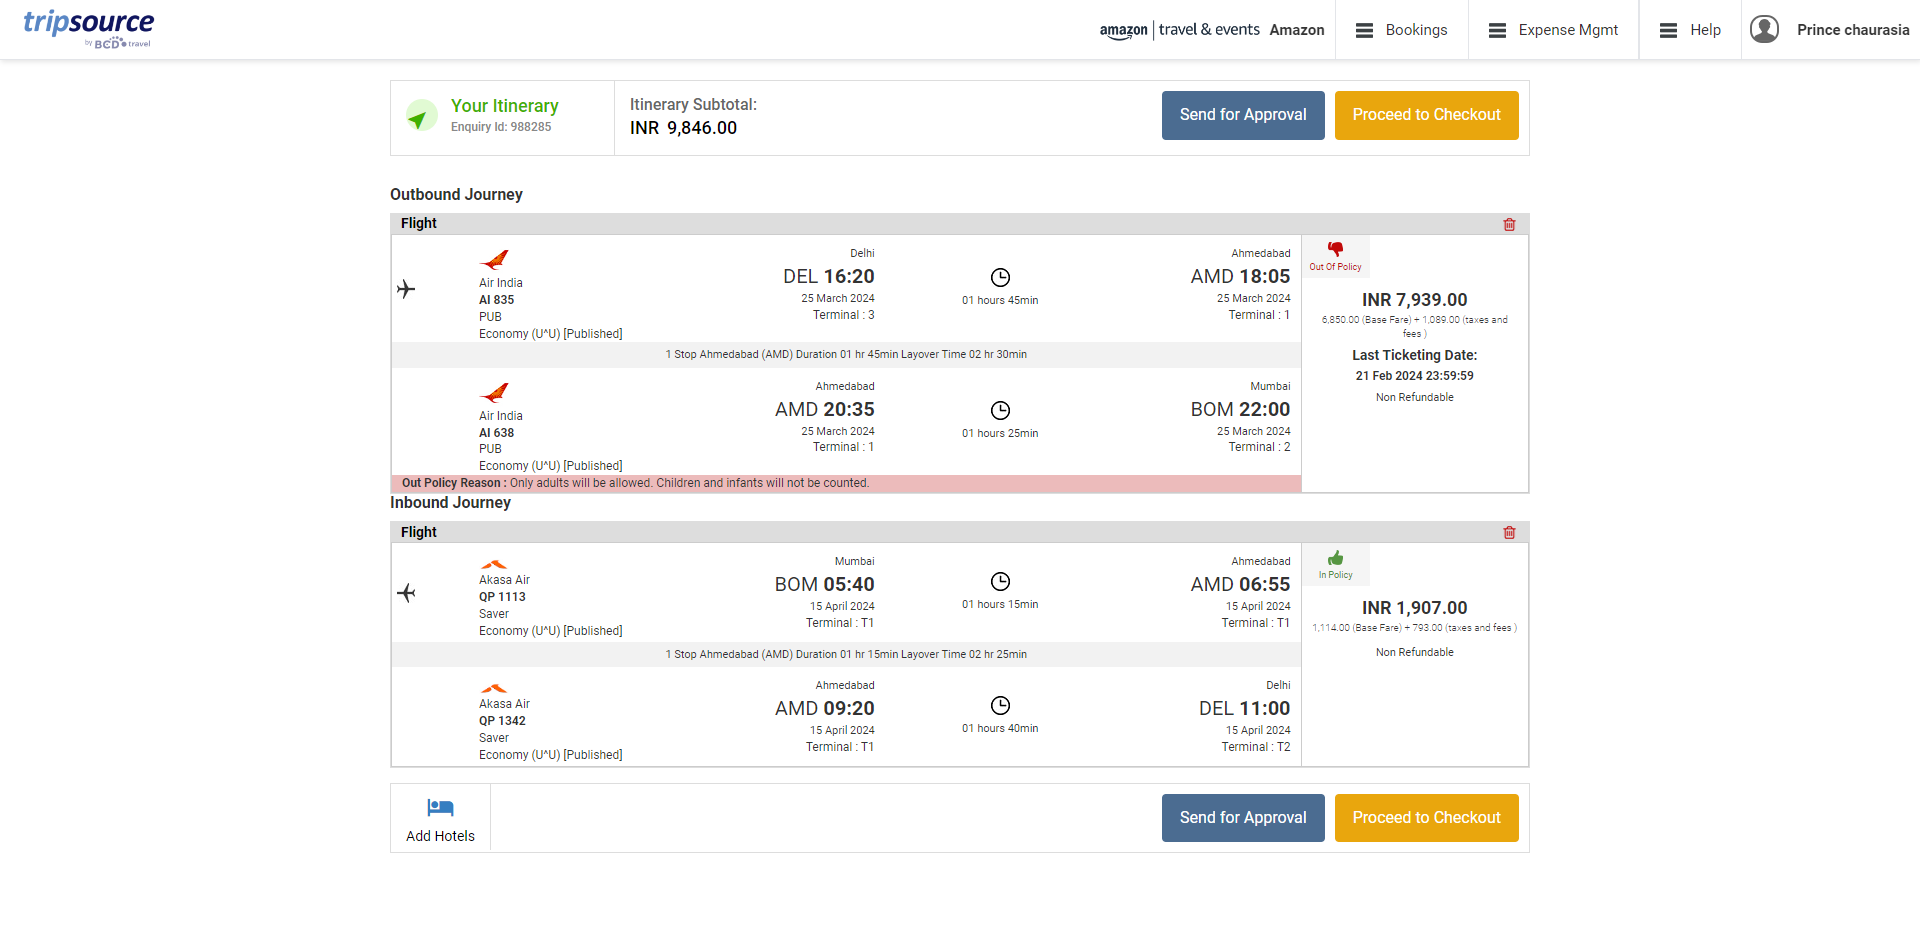 tripsource
by BCD travel
amazon | travel & events Amazon
Bookings
Expense Mgmt
Help
Prince chaurasia
Your Itinerary
Enquiry Id: 988285
Itinerary Subtotal:
INR 9,846.00
Send for Approval
Proceed to Checkout
Outbound Journey
Flight
Air India
AI 835
PUB
Economy (U^U) [Published]
Delhi
DEL 16:20
25 March 2024
Terminal : 3
01 hours 45min
Ahmedabad
AMD 18:05
25 March 2024
Terminal : 1
Out Of Policy
INR 7,939.00
6,850.00 (Base Fare) + 1,089.00 (taxes and
fees )
Last Ticketing Date:
21 Feb 2024 23:59:59
Non Refundable
1 Stop Ahmedabad (AMD) Duration 01 hr 45min Layover Time 02 hr 30min
Air India
AI 638
PUB
Economy (U^U) [Published]
Ahmedabad
AMD 20:35
25 March 2024
Terminal : 1
01 hours 25min
Mumbai
BOM 22:00
25 March 2024
Terminal : 2
Out Policy Reason : Only adults will be allowed. Children and infants will not be counted.
Inbound Journey
Flight
Akasa Air
QP 1113
Saver
Economy (U^U) [Published]
Mumbai
BOM 05:40
15 April 2024
Terminal : T1
01 hours 15min
Ahmedabad
AMD 06:55
15 April 2024
Terminal : T1
In Policy
INR 1,907.00
1,114.00 (Base Fare) + 793.00 (taxes and fees )
Non Refundable
1 Stop Ahmedabad (AMD) Duration 01 hr 15min Layover Time 02 hr 25min
Akasa Air
QP 1342
Saver
Economy (U^U) [Published]
Ahmedabad
AMD 09:20
15 April 2024
Terminal : T1
01 hours 40min
Delhi
DEL 11:00
15 April 2024
Terminal : T2
Add Hotels
Send for Approval
Proceed to Checkout